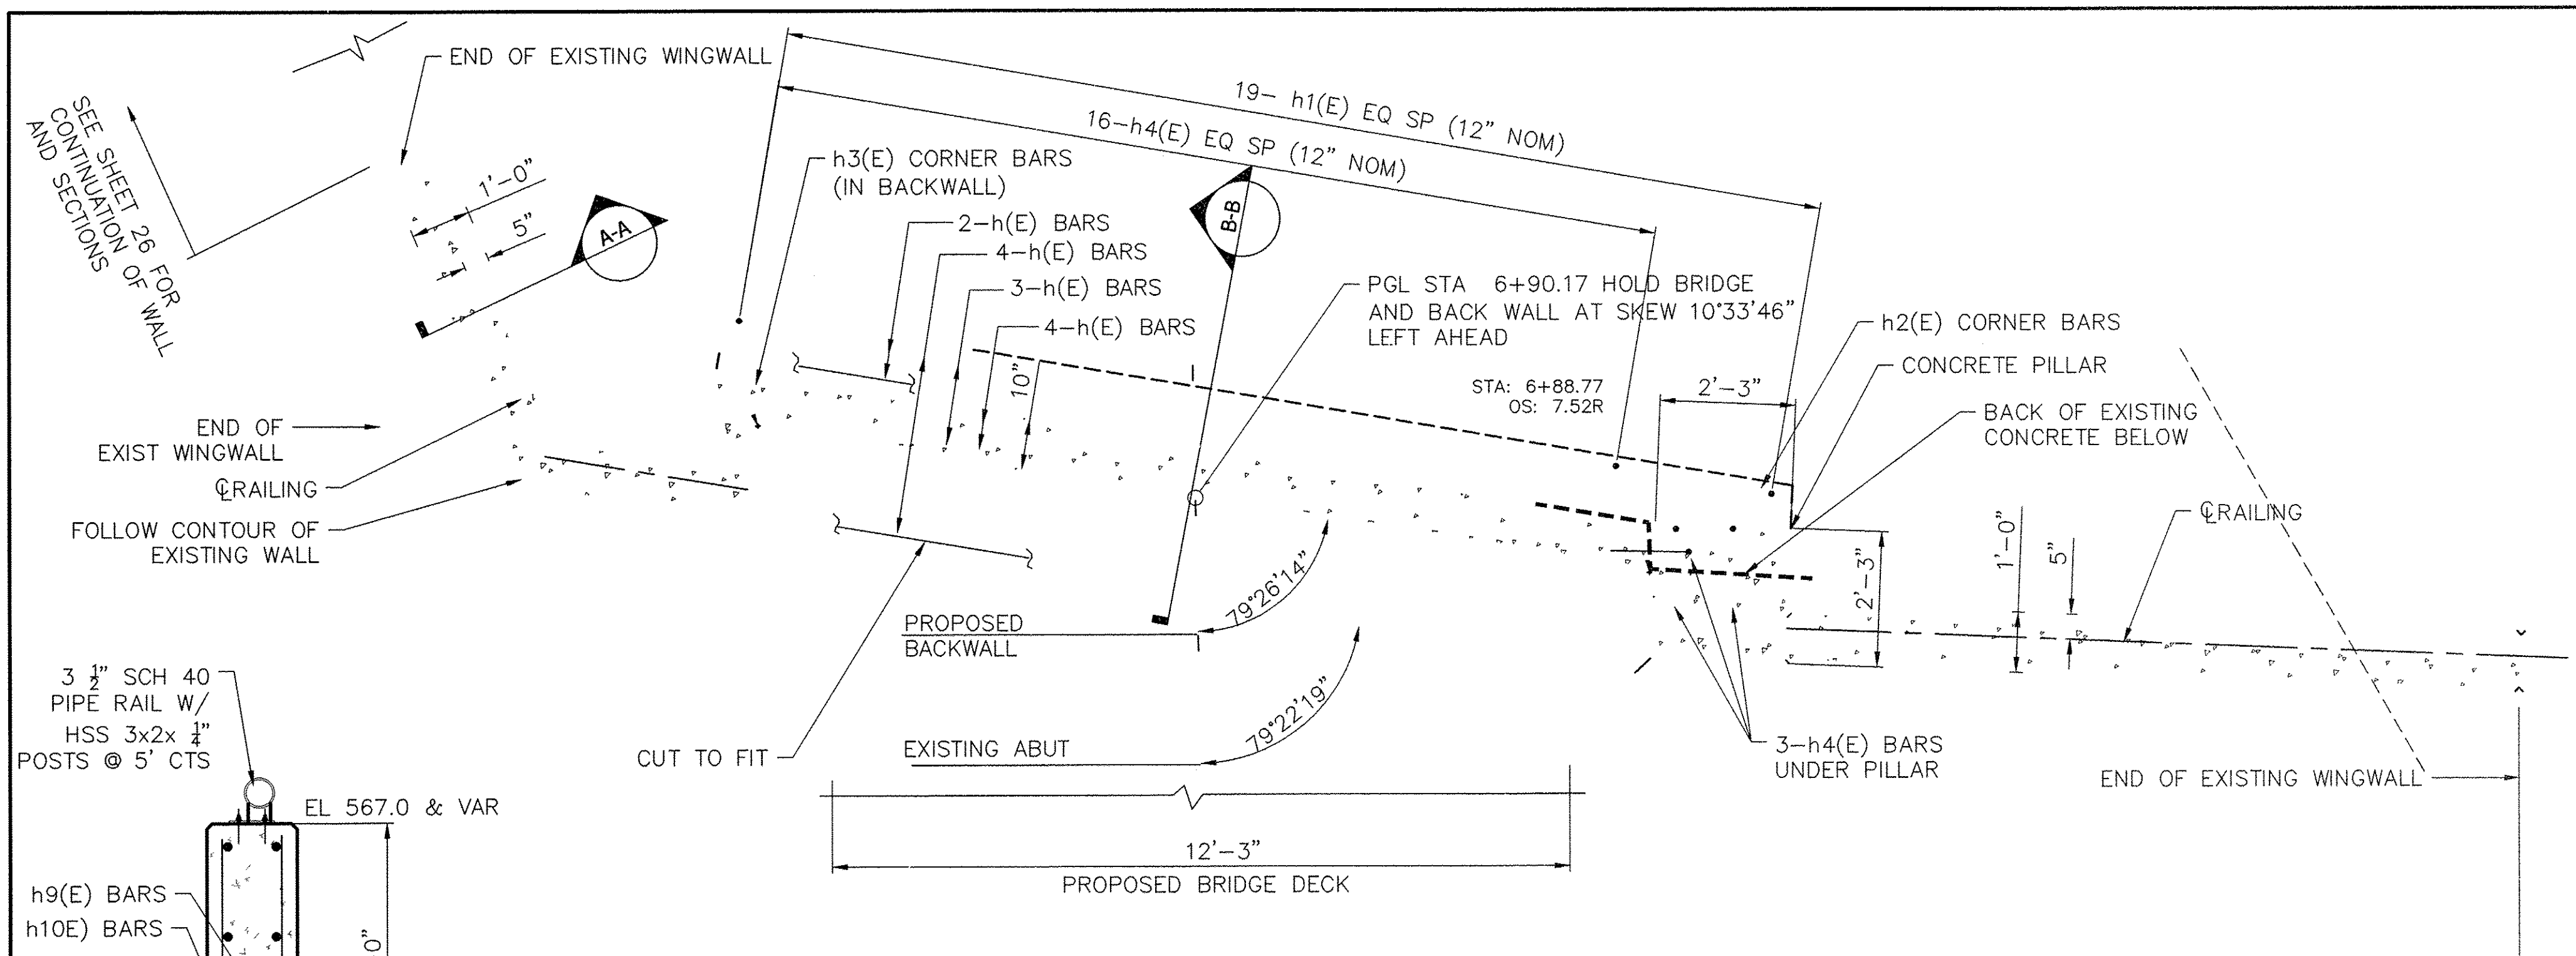 END OF EXISTING WINGWALL
SEE SHEET 26 FOR
CONTINUATION OF WALL
AND SECTIONS
1'-0"
5"
A-A
19- h1(E) EQ SP (12" NOM)
16-h4(E) EQ SP (12" NOM)
h3(E) CORNER BARS
(IN BACKWALL)
2-h(E) BARS
4-h(E) BARS
3-h(E) BARS
4-h(E) BARS
B-B
10"
PGL STA 6+90.17 HOLD BRIDGE
AND BACK WALL AT SKEW 10°33'46"
LEFT AHEAD
STA: 6+88.77
OS: 7.52R
2'-3"
h2(E) CORNER BARS
CONCRETE PILLAR
BACK OF EXISTING
CONCRETE BELOW
END OF
EXIST WINGWALL
℄RAILING
FOLLOW CONTOUR OF
EXISTING WALL
℄RAILING
1'-0"
5"
2'-3"
79°26'14"
PROPOSED
BACKWALL
79°22'19"
EXISTING ABUT
CUT TO FIT
3-h4(E) BARS
UNDER PILLAR
END OF EXISTING WINGWALL
12'-3"
PROPOSED BRIDGE DECK
3 1/2" SCH 40
PIPE RAIL W/
HSS 3x2x 1/4"
POSTS @ 5' CTS
EL 567.0 & VAR
h9(E) BARS
h10E) BARS
0"